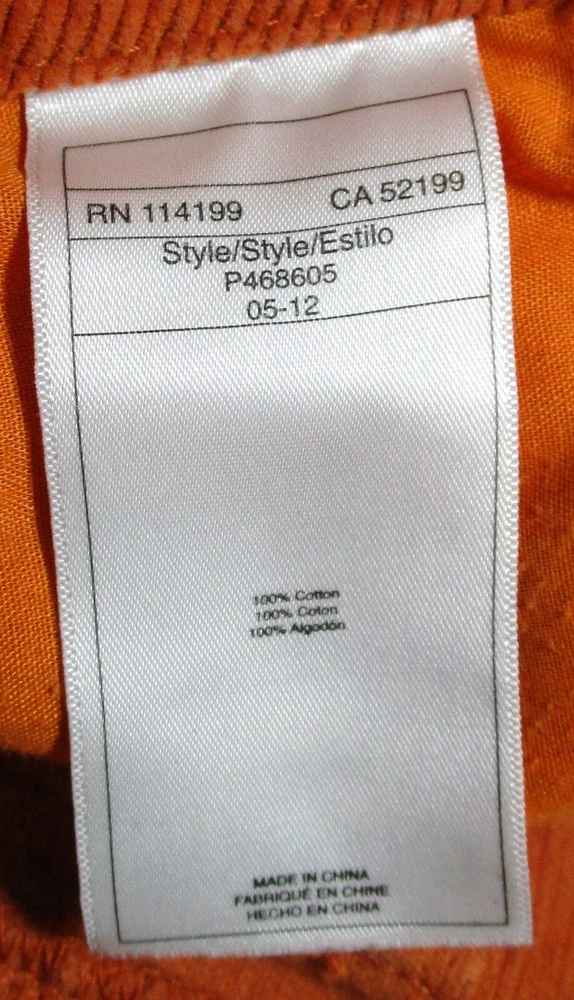 RN 114199 CA 52199
Style/Style/Estilo
P468605
05-12
100% Cotton
100% Coton
100% Algodón
MADE IN CHINA
FABRIQUÉ EN CHINE
HECHO EN CHINA